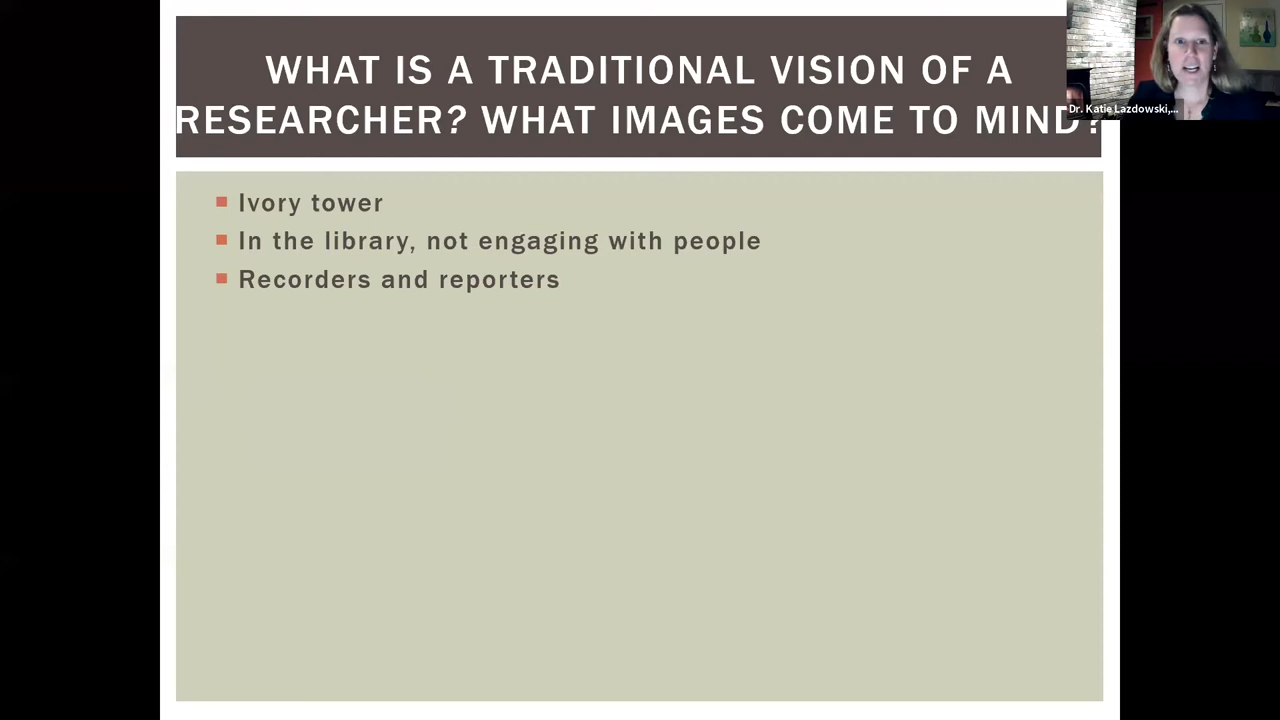 WHAT IS A TRADITIONAL VISION OF A
RESEARCHER? WHAT IMAGES COME TO MIND?
Dr. Katie Lazdowski,...
Ivory tower
In the library, not engaging with people
Recorders and reporters